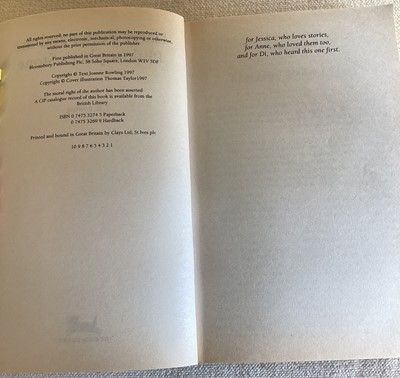 All rights reserved, no part of this publication may be reproduced or
transmitted by any means, electronic, mechanical, photocopying or otherwise,
without the prior permission of the publisher
First published in Great Britain in 1997
Bloomsbury Publishing Plc, 38 Soho Square, London W1V 5DF
Copyright © Text Joanne Rowling 1997
Copyright © Cover illustration Thomas Taylor 1997
The moral right of the author has been asserted
A CIP catalogue record of this book is available from the
British Library
ISBN 0 7475 3274 5 Paperback
0 7475 3269 9 Hardback
Printed and bound in Great Britain by Clays Ltd, St Ives plc
10 9 8 7 6 5 4 3 2 1
for Jessica, who loves stories,
for Anne, who loved them too,
and for Di, who heard this one first.